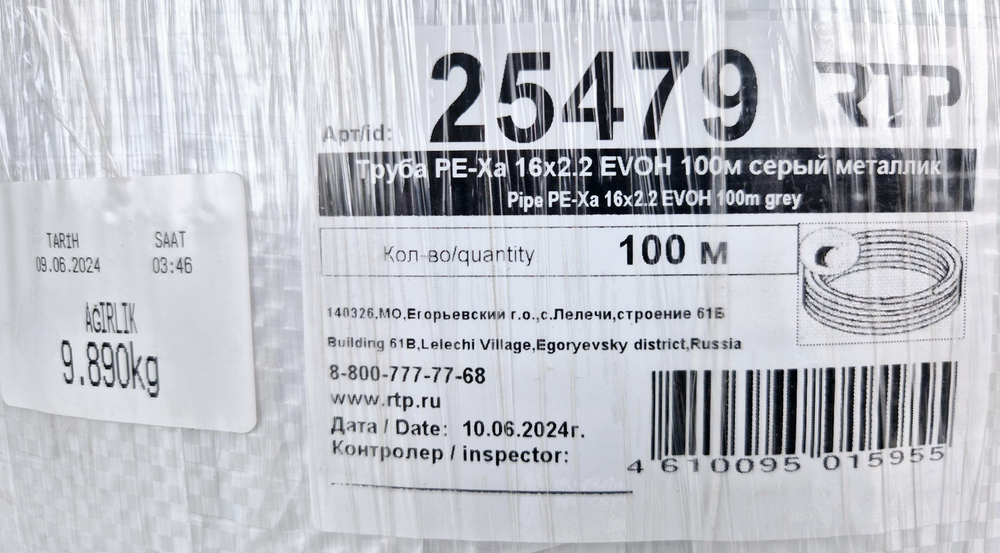 25479
RTP
Арт/id:
Труба PE-Xa 16x2.2 EVOH 100м серый металлик
Pipe PE-Xa 16x2.2 EVOH 100m grey
Кол-во/quantity 100 м
140326,МО,Егорьевский г.о.,с.Лелечи,строение 61Б
Building 61B,Lelechi Village,Egoryevsky district,Russia
8-800-777-77-68
www.rtp.ru
Дата / Date: 10.06.2024г.
Контролер / inspector:
4 610095 015955
TARİH SAAT
09.06.2024 03:46
AĞIRLIK
9.890kg